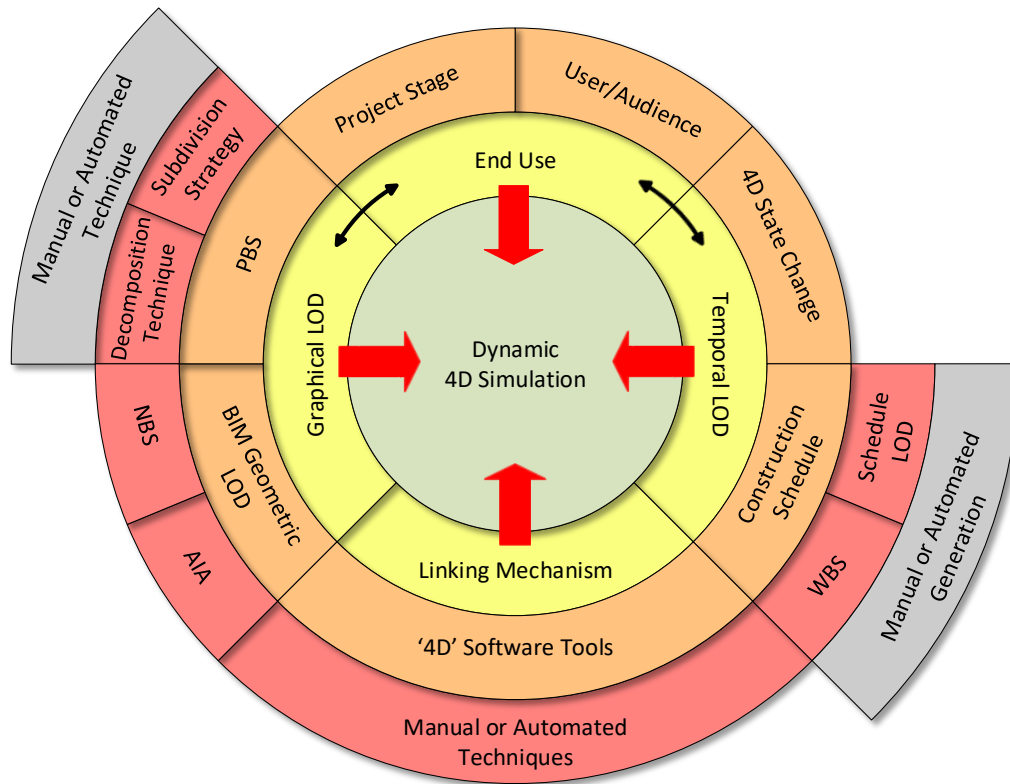 Project Stage
User/Audience
Manual or Automated
Technique
Subdivision
Strategy
Decomposition
Technique
PBS
End Use
4D State Change
Graphical LOD
Dynamic
4D Simulation
Temporal LOD
NBS
BIM Geometric
LOD
AIA
Construction
Schedule
Schedule
LOD
WBS
Manual or Automated
Generation
Linking Mechanism
‘4D’ Software Tools
Manual or Automated
Techniques